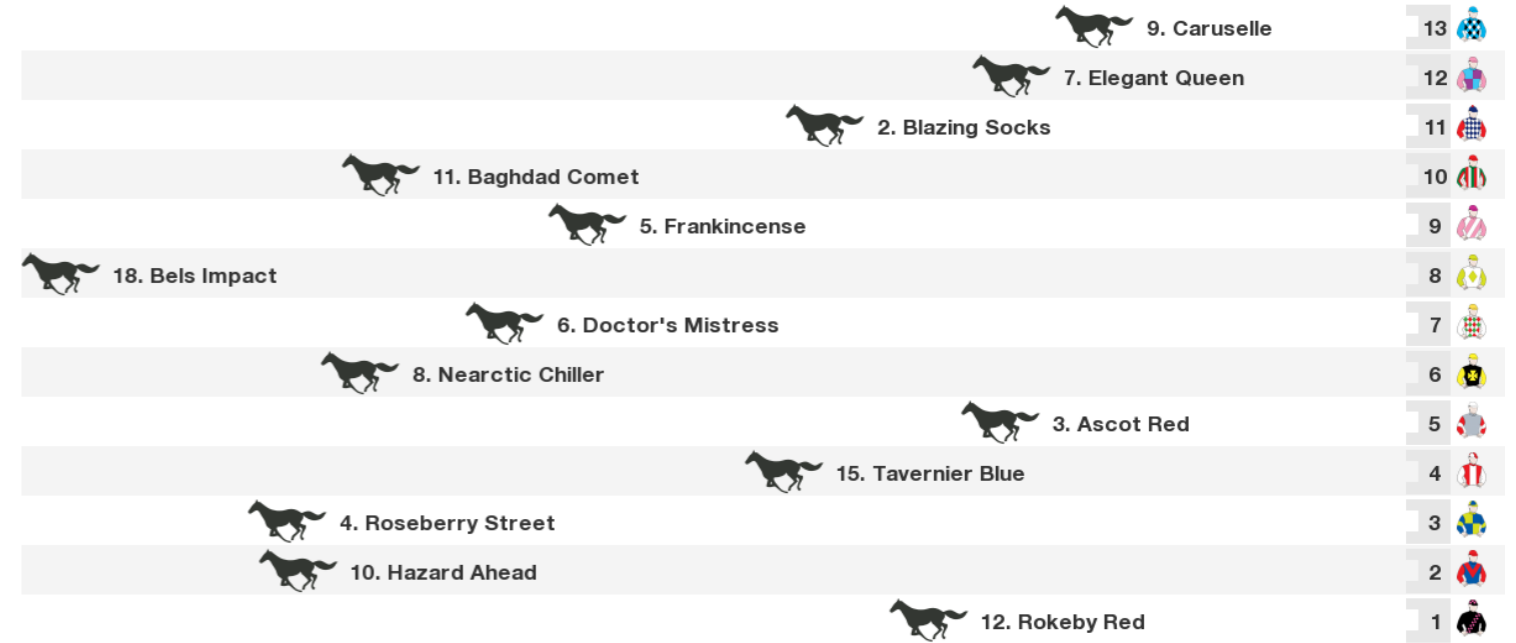 9. Caruselle 13
7. Elegant Queen 12
2. Blazing Socks 11
11. Baghdad Comet 10
5. Frankincense 9
18. Bels Impact 8
6. Doctor's Mistress 7
8. Nearctic Chiller 6
3. Ascot Red 5
15. Tavernier Blue 4
4. Roseberry Street 3
10. Hazard Ahead 2
12. Rokeby Red 1